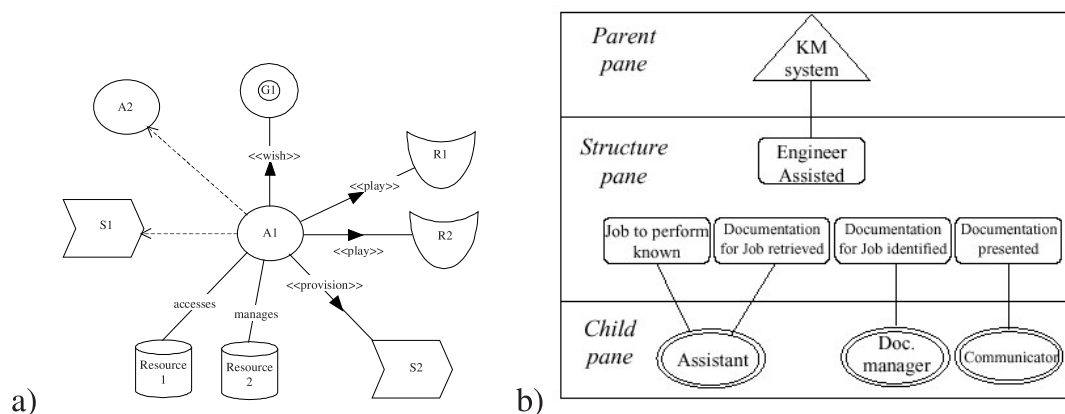 G1
A2
<<wish>>
R1
<<play>>
S1
A1
R2
<<play>>
<<provision>>
accesses
manages
Resource
1
Resource
2
S2
a)
Parent
pane
KM
system
Structure
pane
Engineer
Assisted
Job to perform
known
Documentation
for Job retrieved
Documentation
for Job identified
Documentation
presented
Child
pane
Assistant
Doc.
manager
Communicator
b)